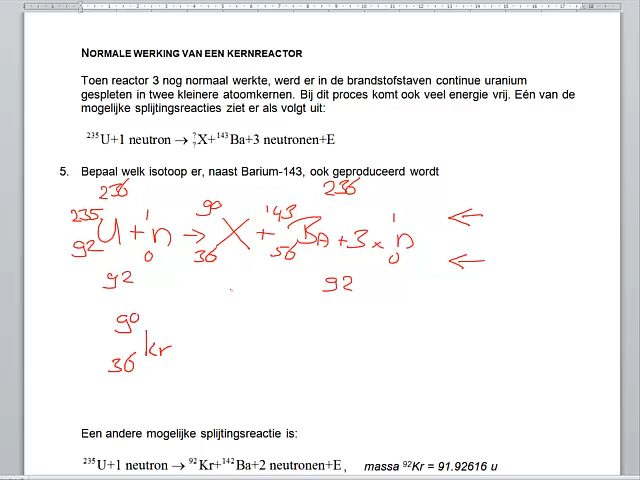 NORMALE WERKING VAN EEN KERNREACTOR
Toen reactor 3 nog normaal werkte, werd er in de brandstofstaven continue uranium
gespleten in twee kleinere atoomkernen. Bij dit proces komt ook veel energie vrij. Eén van de
mogelijke splijtingsreacties ziet er als volgt uit:
²³⁵U+1 neutron → ??X+¹⁴³Ba+3 neutronen+E
5. Bepaal welk isotoop er, naast Barium-143, ook geproduceerd wordt
236 236
235 1 90 143 1
U + n → X + Ba + 3 × n ←
92 0 36 56 0 ←
92 92
90
Kr
36
Een andere mogelijke splijtingsreactie is:
²³⁵U+1 neutron → ⁹²Kr+¹⁴²Ba+2 neutronen+E , massa ⁹²Kr = 91.92616 u